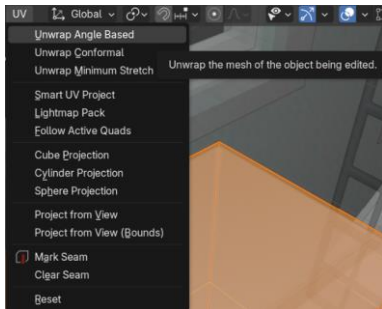 UV Global
Unwrap Angle Based
Unwrap Conformal
Unwrap Minimum Stretch
Unwrap the mesh of the object being edited.
Smart UV Project
Lightmap Pack
Follow Active Quads
Cube Projection
Cylinder Projection
Sphere Projection
Project from View
Project from View (Bounds)
Mark Seam
Clear Seam
Reset